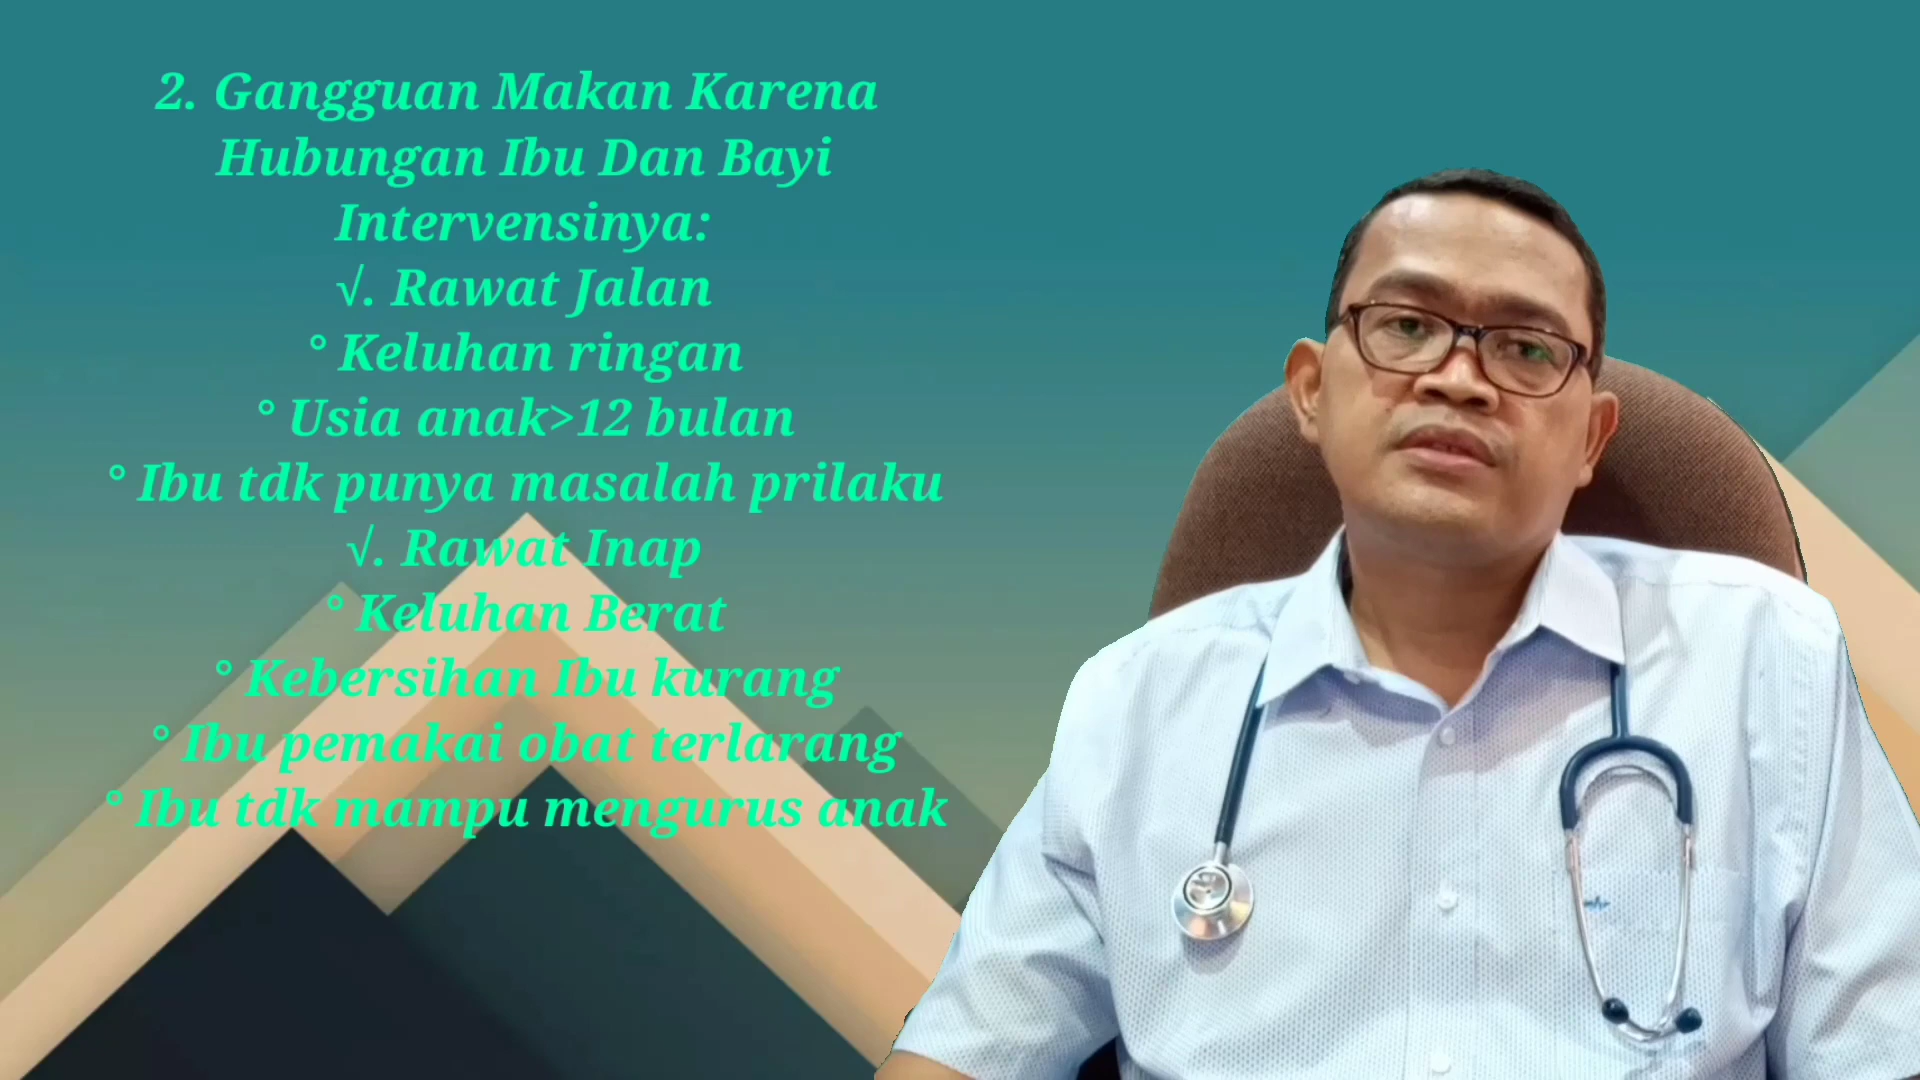 2. Gangguan Makan Karena
Hubungan Ibu Dan Bayi
Intervensinya:
√. Rawat Jalan
° Keluhan ringan
° Usia anak>12 bulan
° Ibu tdk punya masalah prilaku
√. Rawat Inap
° Keluhan Berat
° Kebersihan Ibu kurang
° Ibu pemakai obat terlarang
° Ibu tdk mampu mengurus anak